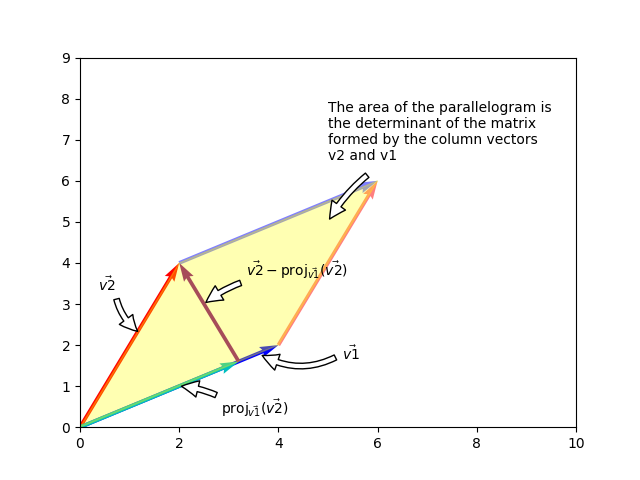 9
8
7
6
5
4
3
2
1
0
The area of the parallelogram is
the determinant of the matrix
formed by the column vectors
v2 and v1
$\vec{v2}$
$\vec{v2} - \mathrm{proj}_{\vec{v1}}(\vec{v2})$
$\vec{v1}$
$\mathrm{proj}_{\vec{v1}}(\vec{v2})$
0 2 4 6 8 10